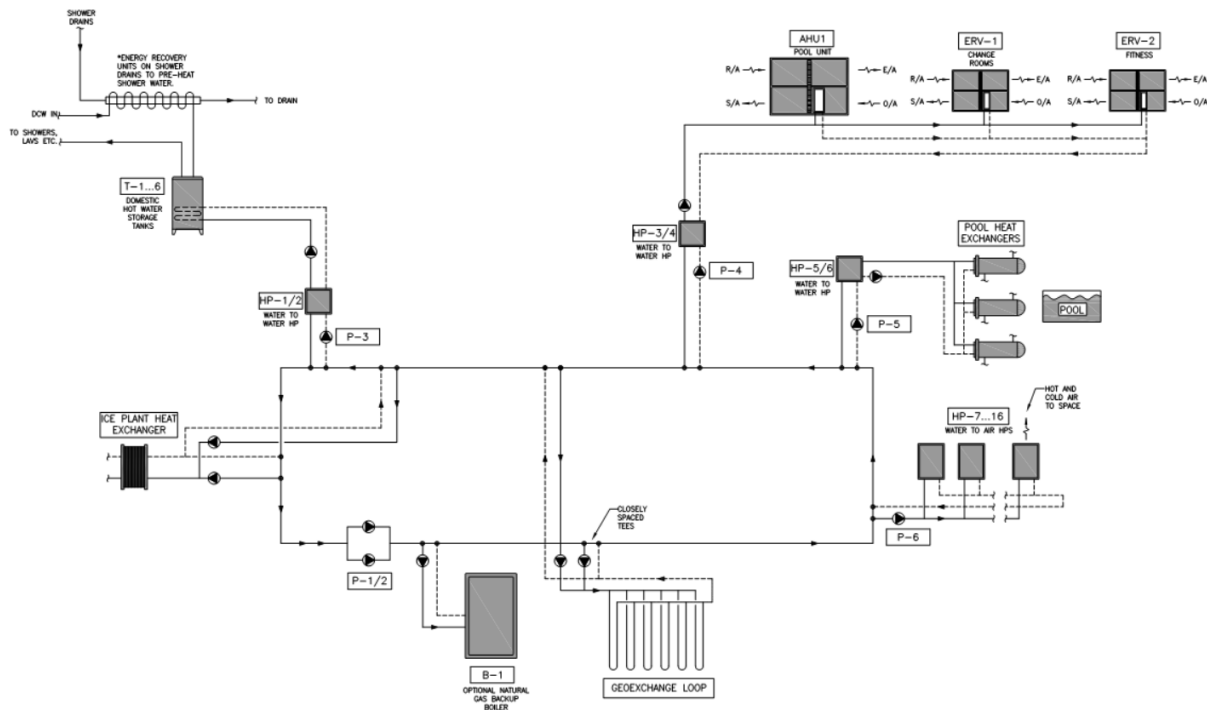 SHOWER
DRAINS
*ENERGY RECOVERY
UNITS ON SHOWER
DRAINS TO PRE-HEAT
SHOWER WATER.
TO DRAIN
DCW IN
TO SHOWERS,
LAVS ETC.
T-1...6
DOMESTIC
HOT WATER
STORAGE
TANKS
HP-1/2
WATER TO
WATER HP
P-3
AHU1
POOL UNIT
R/A
E/A
S/A
O/A
ERV-1
CHANGE
ROOMS
R/A
E/A
S/A
O/A
ERV-2
FITNESS
R/A
E/A
S/A
O/A
HP-3/4
WATER TO
WATER HP
P-4
HP-5/6
WATER TO
WATER HP
P-5
POOL HEAT
EXCHANGERS
POOL
HOT AND
COLD AIR
TO SPACE
HP-7...16
WATER TO AIR HPS
P-6
ICE PLANT HEAT
EXCHANGER
P-1/2
CLOSELY
SPACED
TEES
B-1
OPTIONAL NATURAL
GAS BACKUP
BOILER
GEOEXCHANGE LOOP